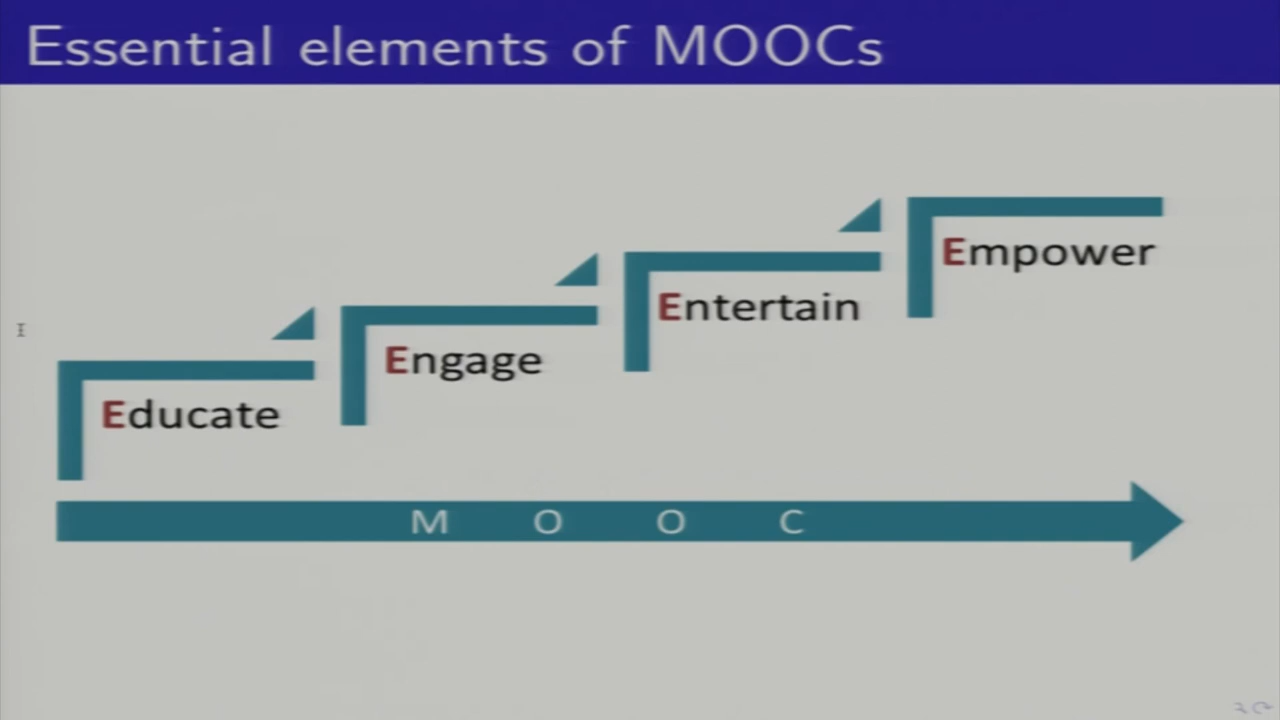 Essential elements of MOOCs
Empower
Entertain
Engage
Educate
M O O C